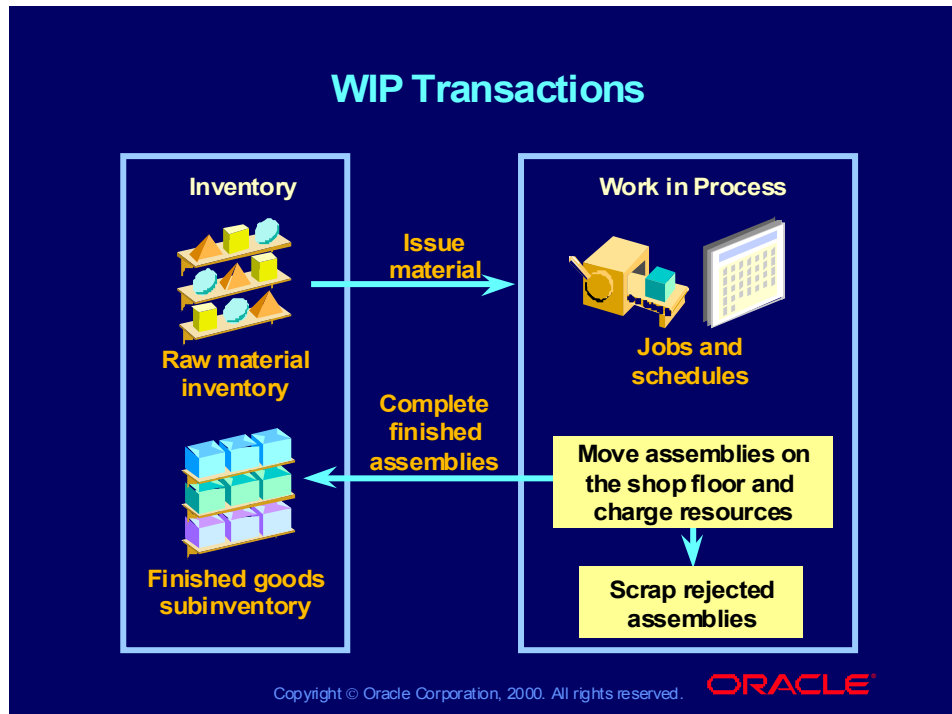 WIP Transactions
Inventory
Raw material
inventory
Finished goods
subinventory
Issue
material
Complete
finished
assemblies
Work in Process
Jobs and
schedules
Move assemblies on
the shop floor and
charge resources
Scrap rejected
assemblies
Copyright © Oracle Corporation, 2000. All rights reserved.
ORACLE®